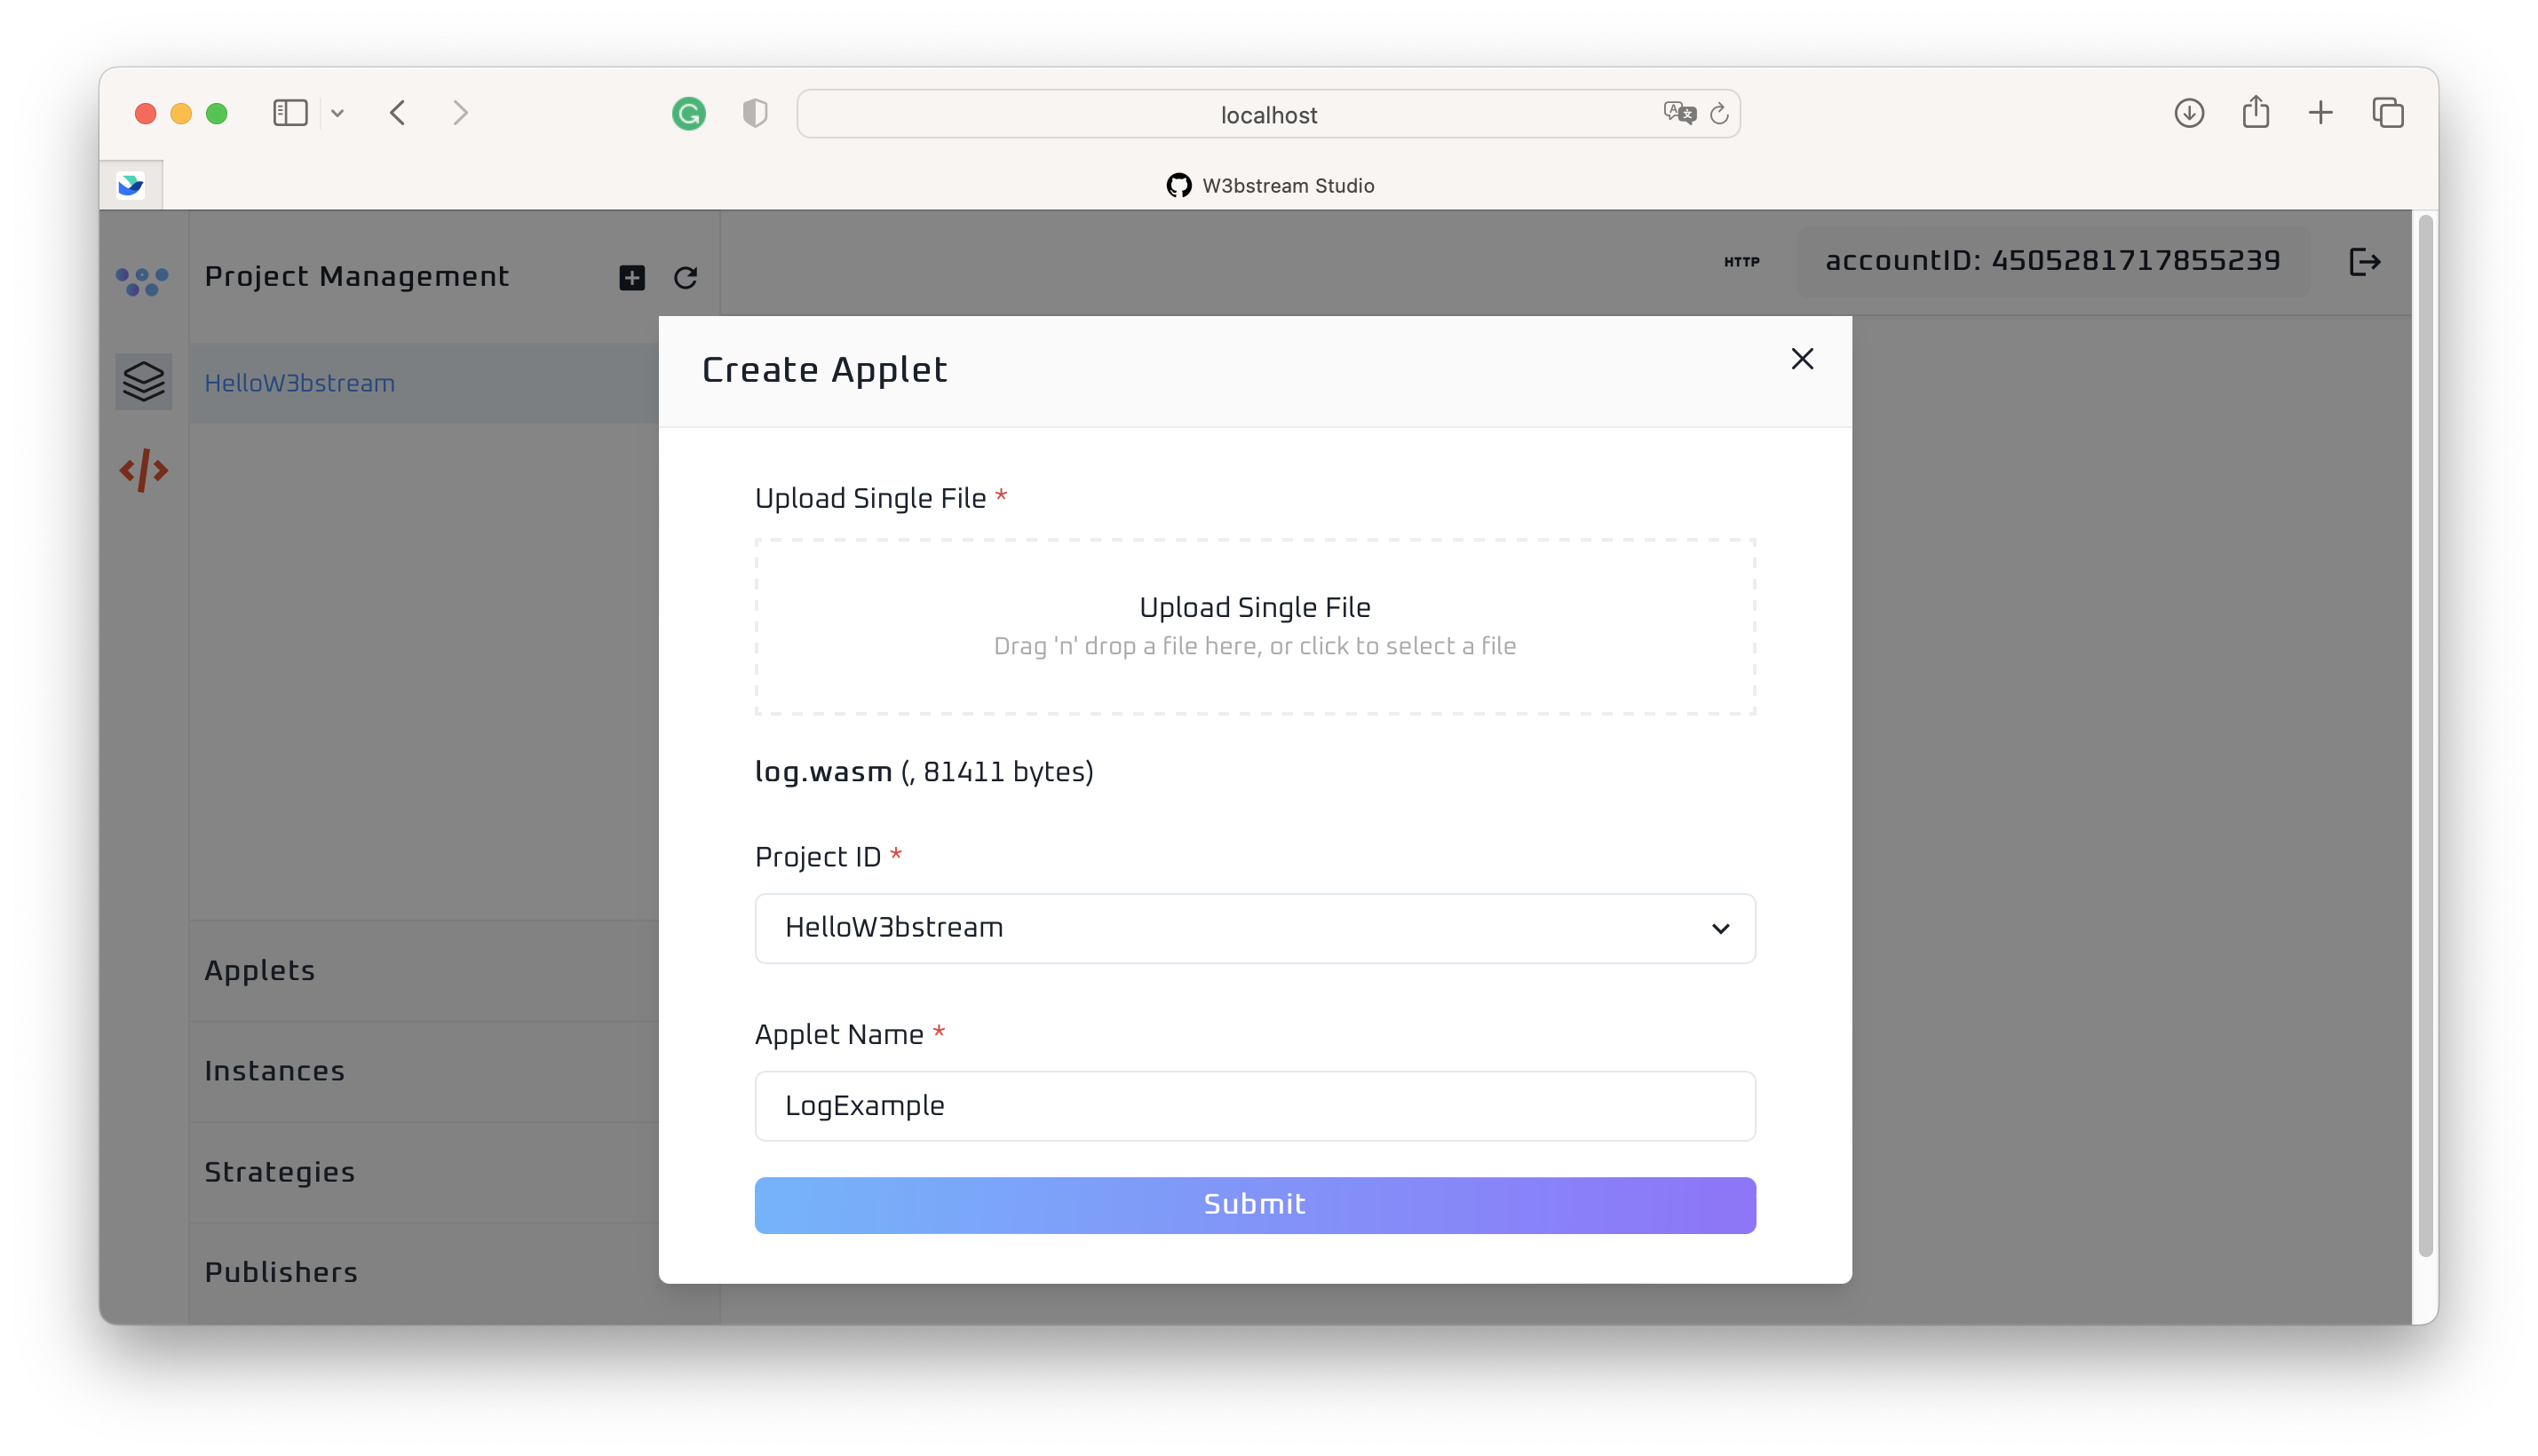 localhost
W3bstream Studio
Project Management
HTTP
accountID: 4505281717855239
HelloW3bstream
Create Applet
Upload Single File *
Upload Single File
Drag 'n' drop a file here, or click to select a file
log.wasm (, 81411 bytes)
Project ID *
HelloW3bstream
Applet Name *
LogExample
Submit
Applets
Instances
Strategies
Publishers